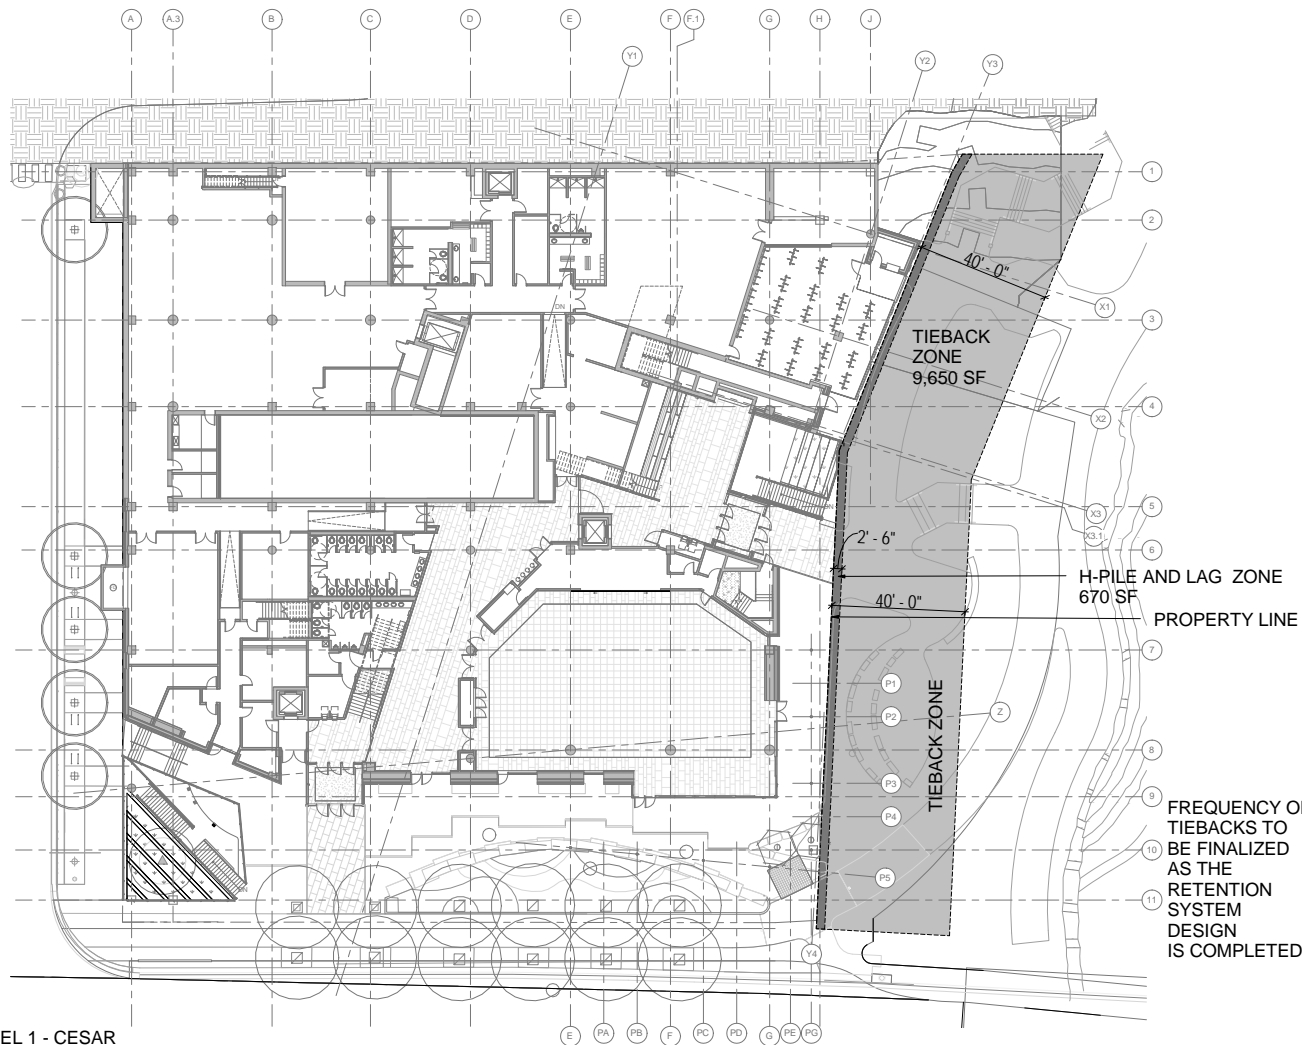 A A.3 B C D E F F.1 G H J
Y1 Y2 Y3
1
2
40' - 0"
X1
3
TIEBACK
ZONE
9,650 SF
DN
4
X2
5
X3
X3.1
DN
6
2' - 6"
H-PILE AND LAG ZONE
670 SF
40' - 0"
PROPERTY LINE
7
P1
P2
Z
TIEBACK ZONE
8
P3
9
P4
FREQUENCY OF
TIEBACKS TO
BE FINALIZED
AS THE
RETENTION
SYSTEM
DESIGN
IS COMPLETED
10
P5
DN
11
Y4
E PA PB F PC PD G PE PG
EL 1 - CESAR